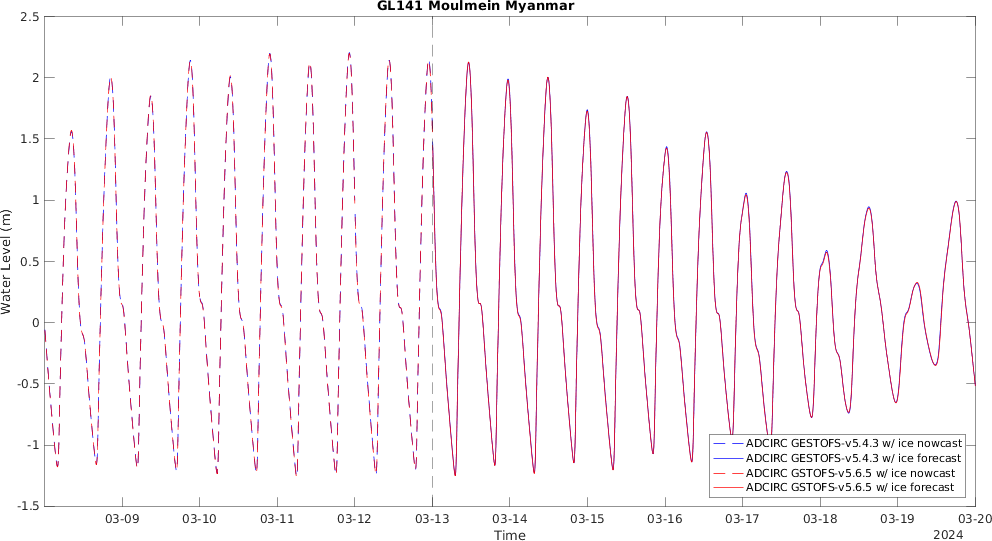 GL141 Moulmein Myanmar
2.5
2
1.5
1
0.5
0
-0.5
-1
-1.5
Water Level (m)
ADCIRC GESTOFS-v5.4.3 w/ ice nowcast
ADCIRC GESTOFS-v5.4.3 w/ ice forecast
ADCIRC GSTOFS-v5.6.5 w/ ice nowcast
ADCIRC GSTOFS-v5.6.5 w/ ice forecast
03-09 03-10 03-11 03-12 03-13 03-14 03-15 03-16 03-17 03-18 03-19 03-20
Time
2024